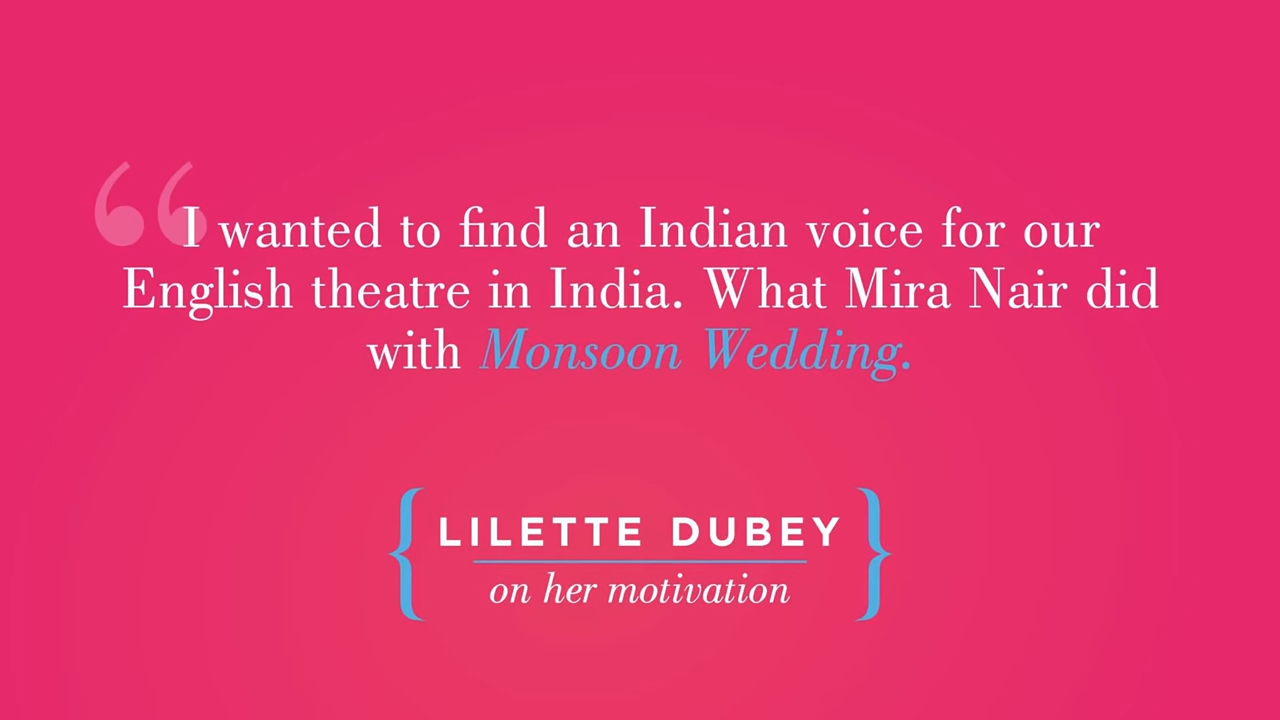 “I wanted to find an Indian voice for our
English theatre in India. What Mira Nair did
with Monsoon Wedding.
{LILETTE DUBEY}
on her motivation